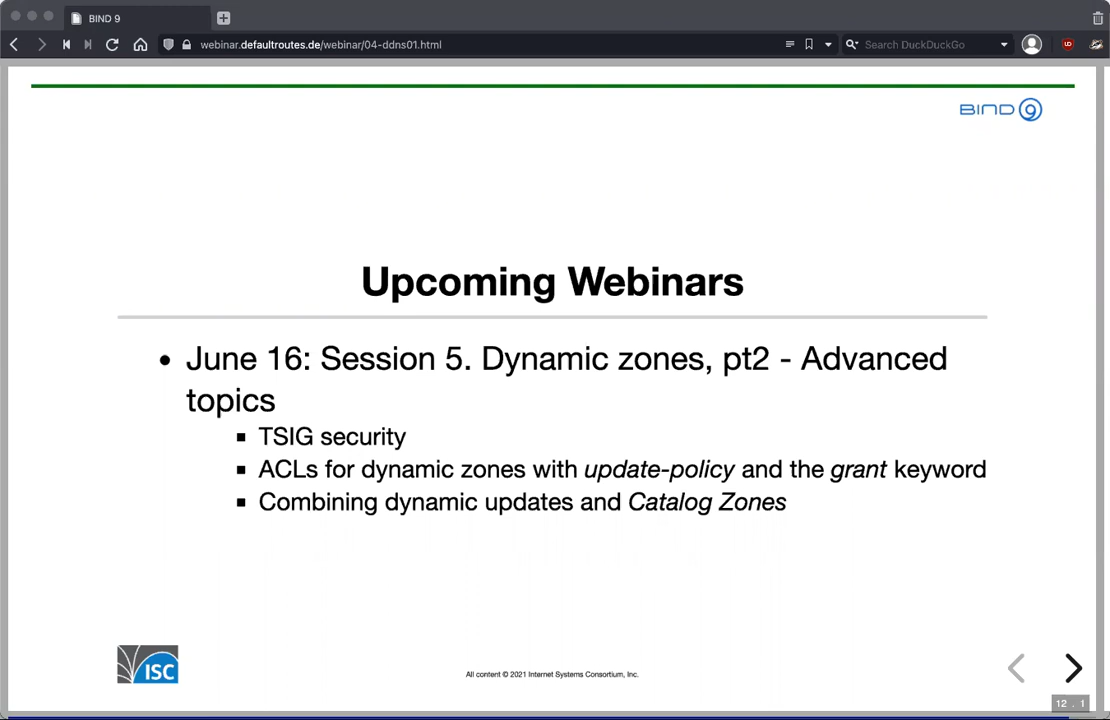 BIND 9
webinar.defaultroutes.de/webinar/04-ddns01.html
Search DuckDuckGo
BIND 9
Upcoming Webinars
June 16: Session 5. Dynamic zones, pt2 - Advanced
topics
TSIG security
ACLs for dynamic zones with update-policy and the grant keyword
Combining dynamic updates and Catalog Zones
ISC
All content © 2021 Internet Systems Consortium, Inc.
12 . 1